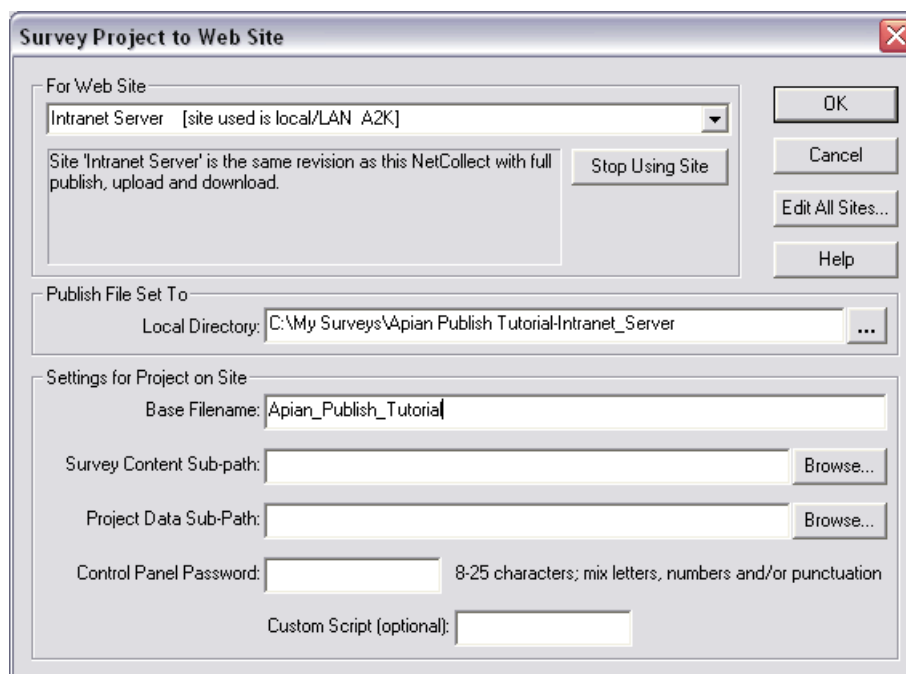 Survey Project to Web Site
For Web Site
Intranet Server [site used is local/LAN A2K]
Site 'Intranet Server' is the same revision as this NetCollect with full
publish, upload and download.
Stop Using Site
OK
Cancel
Edit All Sites...
Help
Publish File Set To
Local Directory: C:\My Surveys\Apian Publish Tutorial-Intranet_Server ...
Settings for Project on Site
Base Filename: Apian_Publish_Tutorial
Survey Content Sub-path: Browse...
Project Data Sub-Path: Browse...
Control Panel Password: 8-25 characters; mix letters, numbers and/or punctuation
Custom Script (optional):